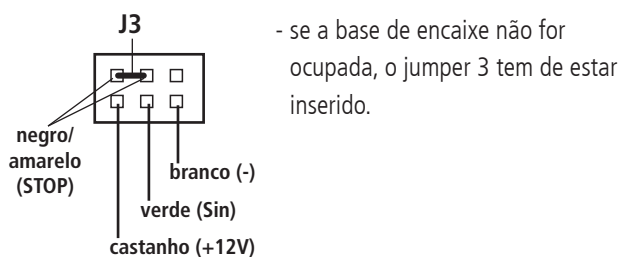 J3
negro/
amarelo
(STOP)
branco (-)
verde (Sin)
castanho (+12V)
- se a base de encaixe não for
ocupada, o jumper 3 tem de estar
inserido.